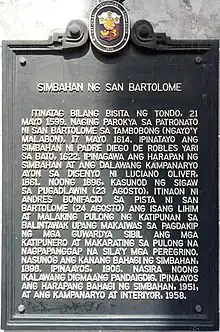 SIMBAHAN NG SAN BARTOLOME
ITINATAG BILANG BISITA NG TONDO, 21
MAYO 1599. NAGING PAROKYA SA PATRONATO
NI SAN BARTOLOME SA TAMBOBONG (NGAY'Y
MALABON), 17 MAYO 1614. IPINATAYO ANG
SIMBAHAN NI PADRE DIEGO DE ROBLES YARI
SA BATO, 1622. IPINAGAWA ANG HARAPAN NG
SIMBAHAN AT ANG DALAWANG KAMPANARYO
AYON SA DISENYO NI LUCIANO OLIVER,
1861. NOONG 1896, KASUNOD NG SIGAW
SA PUGADLAWIN (23 AGOSTO), ITINAON NI
ANDRES BONIFACIO SA PISTA NI SAN
BARTOLOME (24 AGOSTO) ANG ISANG LIHIM
AT MALAKING PULONG NG KATIPUNAN SA
BALINTAWAK UPANG MAKAIWAS SA PAGDAKIP
NG MGA GUWARDYA SIBIL ANG MGA
KATIPUNERO AT MAKARATING SA PULONG NA
NAGPAPANGGAP NA SILA'Y MGA PEREGRINO.
NASUNOG ANG KANANG BAHAGI NG SIMBAHAN,
1898. IPINAAYOS, 1906. NASIRA NOONG
IKALAWANG DIGMAANG PANDAIGDIG. IPINAAYOS
ANG HARAPANG BAHAGI NG SIMBAHAN, 1951,
AT ANG KAMPANARYO AT INTERIYOR, 1958.